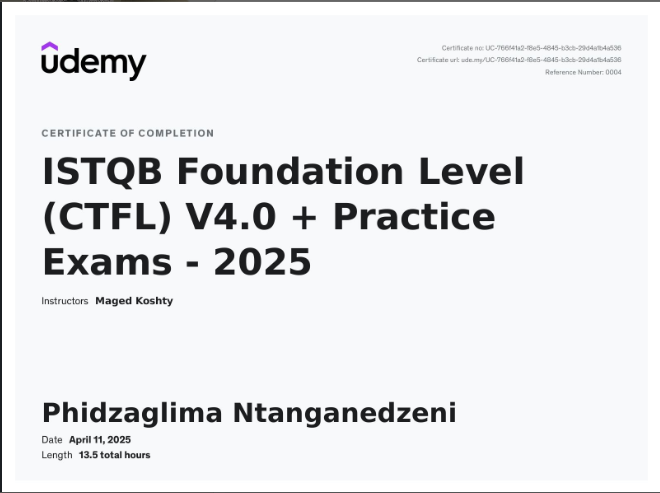 udemy
Certificate no: UC-766f41a2-f8e5-4845-b3cb-29d4a1b4a536
Certificate url: ude.my/UC-766f41a2-f8e5-4845-b3cb-29d4a1b4a536
Reference Number: 0004
CERTIFICATE OF COMPLETION
ISTQB Foundation Level
(CTFL) V4.0 + Practice
Exams - 2025
Instructors Maged Koshty
Phidzaglima Ntanganedzeni
Date April 11, 2025
Length 13.5 total hours